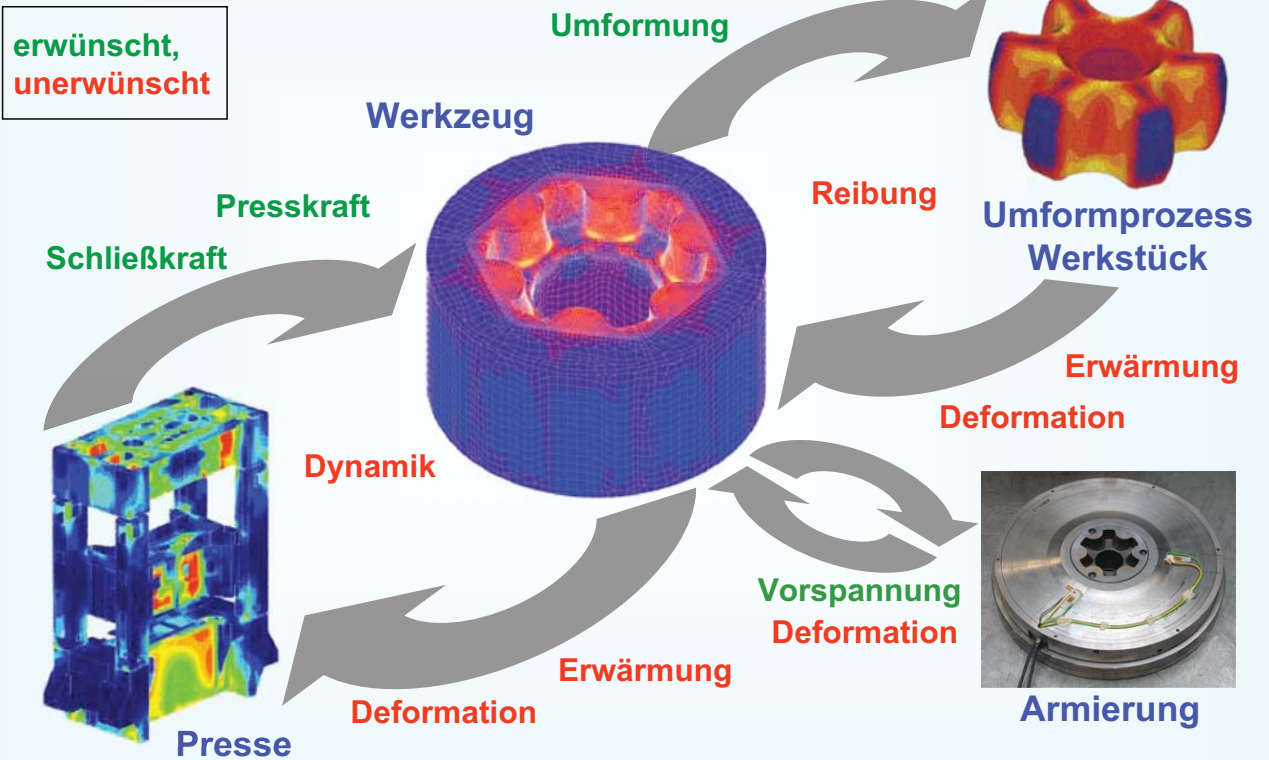 erwünscht,
unerwünscht
Umformung
Werkzeug
Presskraft
Schließkraft
Reibung
Umformprozess
Werkstück
Erwärmung
Deformation
Dynamik
Vorspannung
Deformation
Erwärmung
Deformation
Armierung
Presse